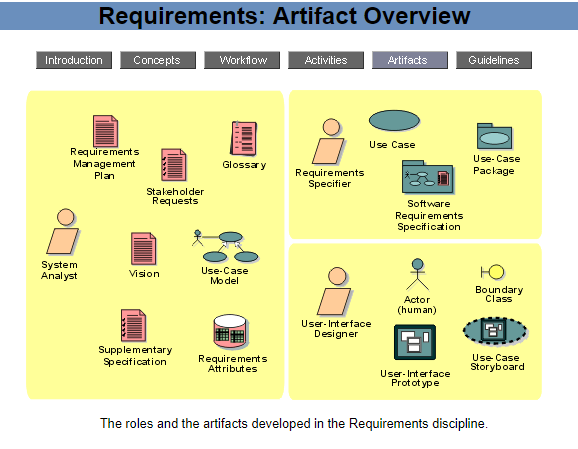 Requirements: Artifact Overview
Introduction
Concepts
Workflow
Activities
Artifacts
Guidelines
Requirements
Management
Plan
Stakeholder
Requests
Glossary
System
Analyst
Vision
Use-Case
Model
Supplementary
Specification
Requirements
Attributes
Requirements
Specifier
Use Case
Software
Requirements
Specification
Use-Case
Package
User-Interface
Designer
Actor
(human)
Boundary
Class
User-Interface
Prototype
Use-Case
Storyboard
The roles and the artifacts developed in the Requirements discipline.